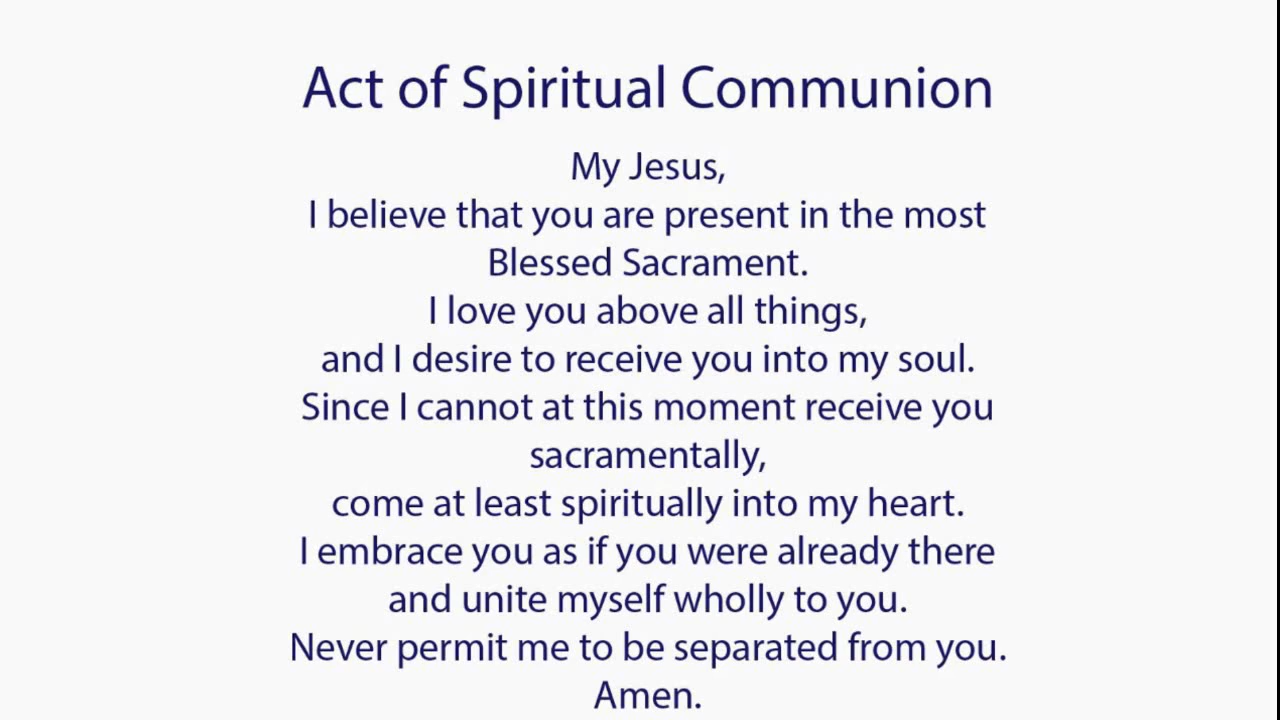 Act of Spiritual Communion
My Jesus,
I believe that you are present in the most
Blessed Sacrament.
I love you above all things,
and I desire to receive you into my soul.
Since I cannot at this moment receive you
sacramentally,
come at least spiritually into my heart.
I embrace you as if you were already there
and unite myself wholly to you.
Never permit me to be separated from you.
Amen.